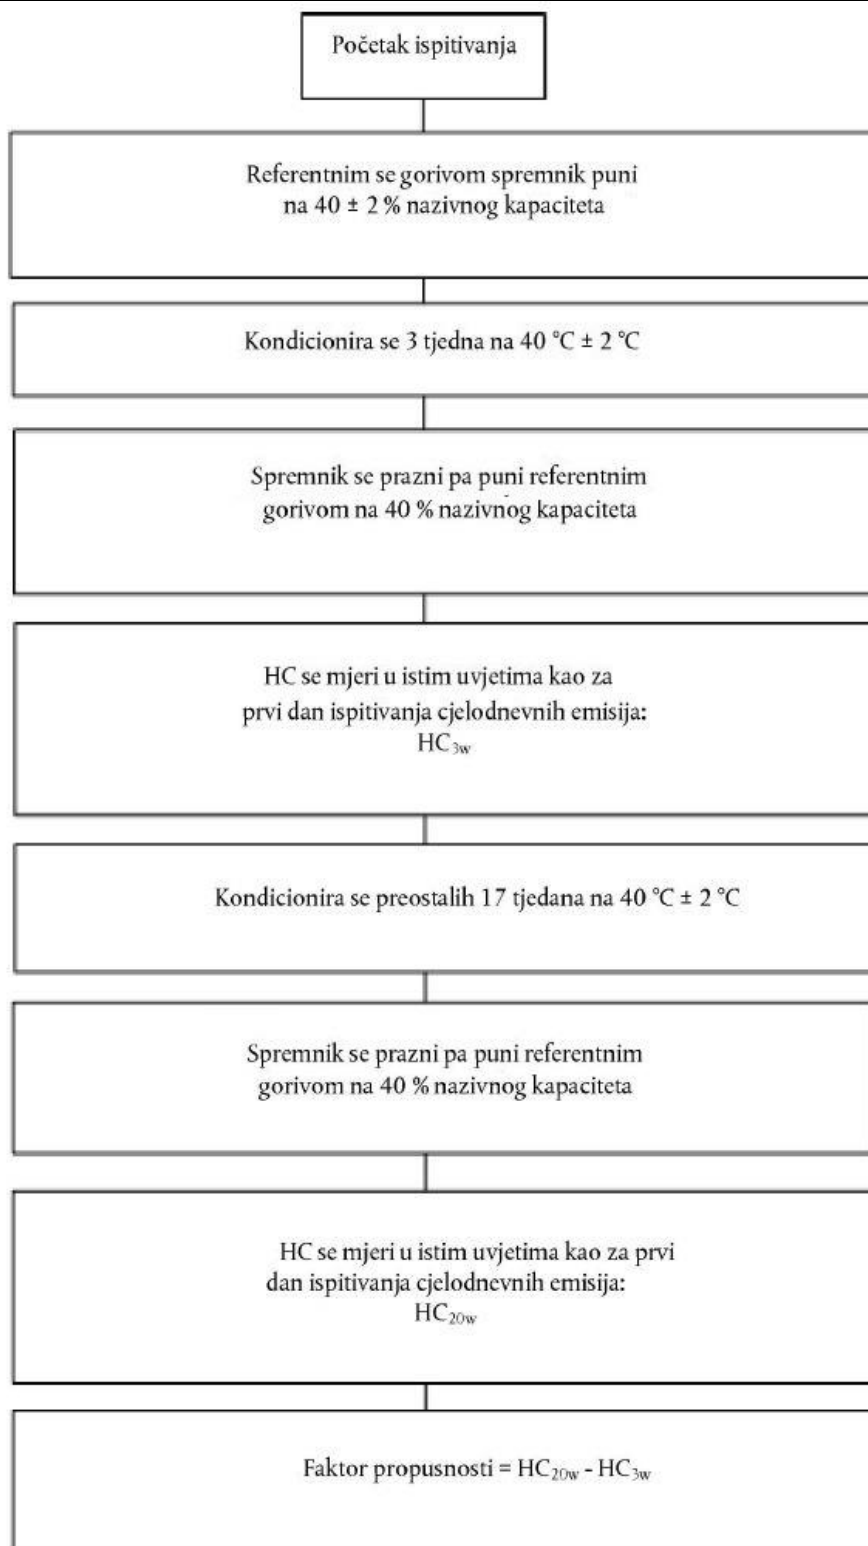 Početak ispitivanja
Referentnim se gorivom spremnik puni
na 40 ± 2 % nazivnog kapaciteta
Kondicionira se 3 tjedna na 40 °C ± 2 °C
Spremnik se prazni pa puni referentnim
gorivom na 40 % nazivnog kapaciteta
HC se mjeri u istim uvjetima kao za
prvi dan ispitivanja cjelodnevnih emisija:
HC3w
Kondicionira se preostalih 17 tjedana na 40 °C ± 2 °C
Spremnik se prazni pa puni referentnim
gorivom na 40 % nazivnog kapaciteta
HC se mjeri u istim uvjetima kao za prvi
dan ispitivanja cjelodnevnih emisija:
HC20w
Faktor propusnosti = HC20w - HC3w